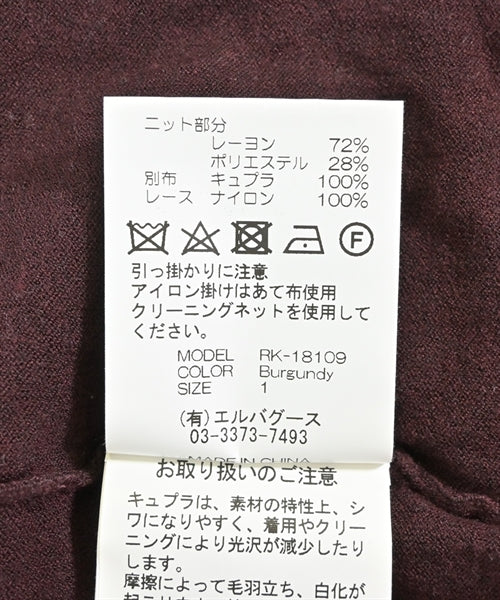 ニット部分
レーヨン 72%
ポリエステル 28%
別布 キュプラ 100%
レース ナイロン 100%
F
引っ掛かりに注意
アイロン掛けはあて布使用
クリーニングネットを使用して
ください。
MODEL RK-18109
COLOR Burgundy
SIZE 1
(有)エルバグース
03-3373-7493
MADE IN CHINA
お取り扱いのご注意
キュプラは、素材の特性上、シ
ワになりやすく、着用やクリー
ニングにより光沢が減少したり
します。
摩擦によって毛羽立ち、白化が